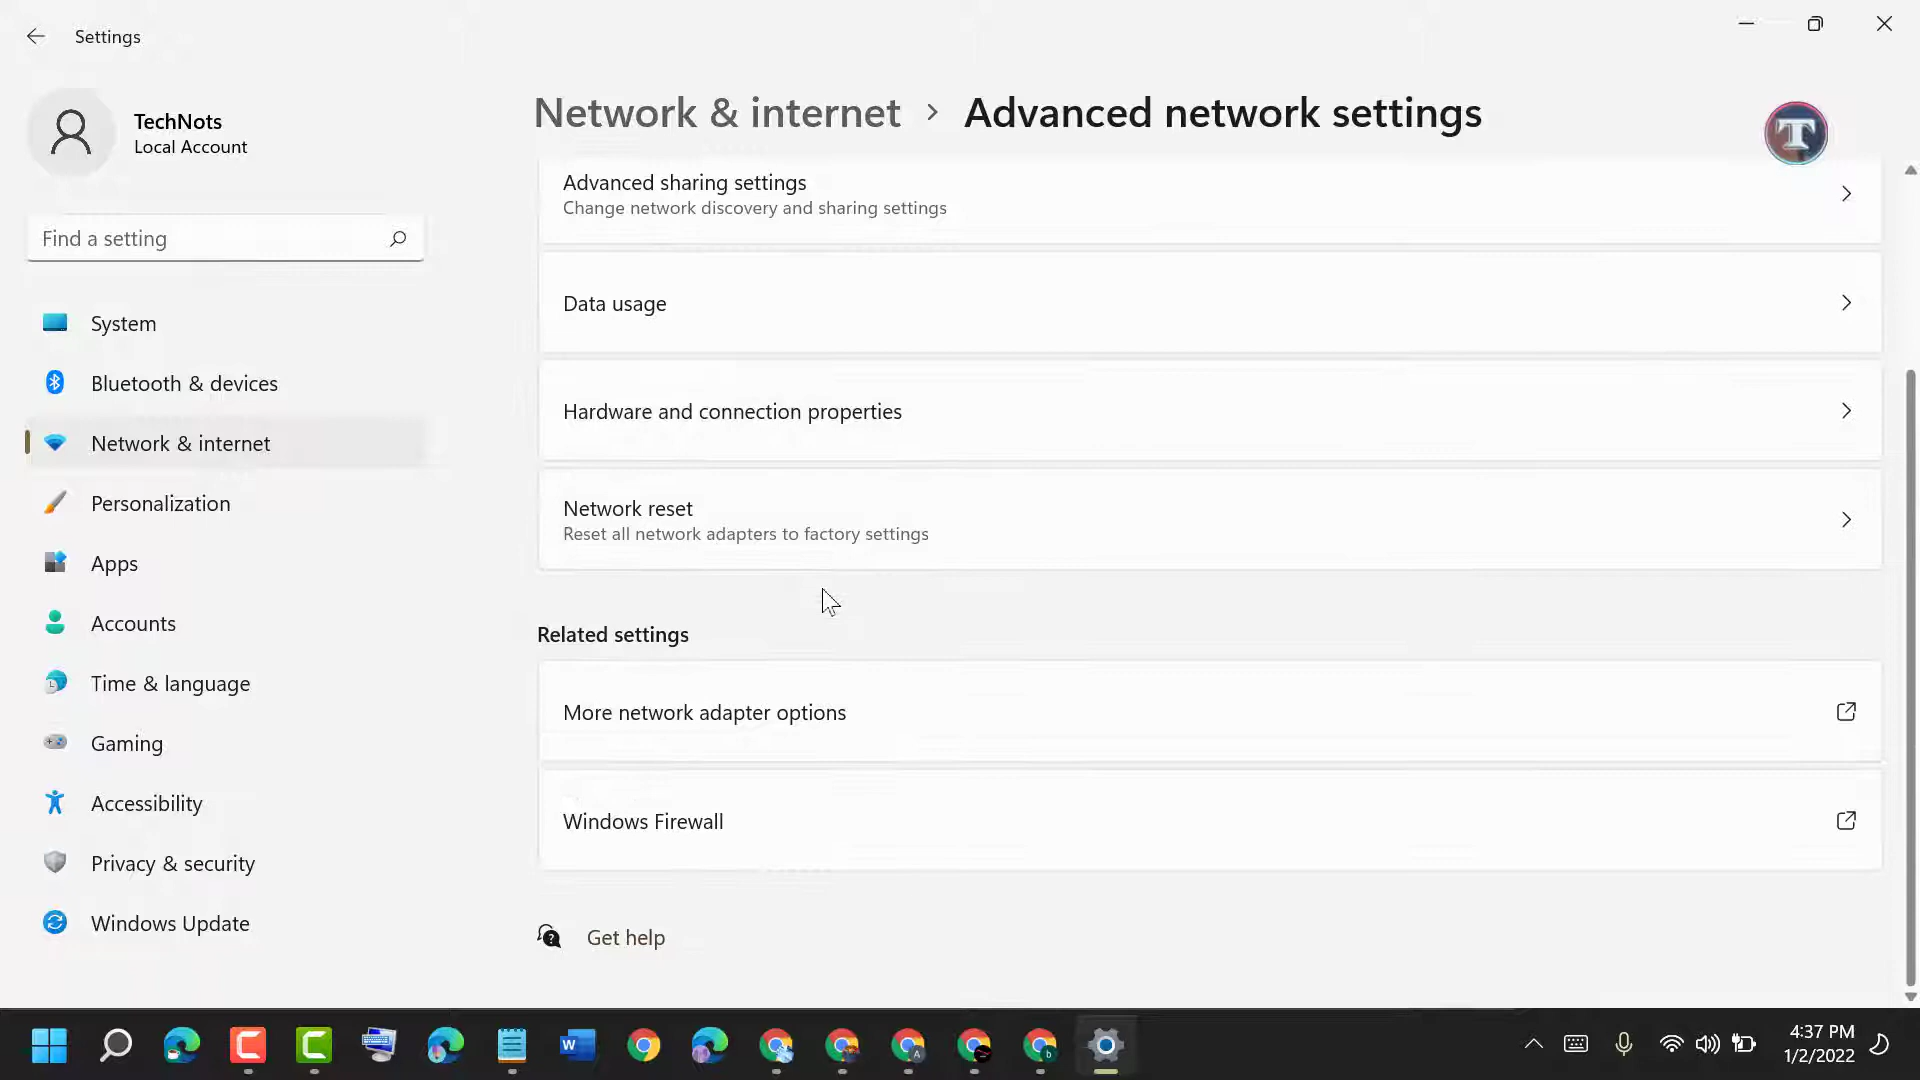 Settings
TechNots
Local Account
Find a setting
System
Bluetooth & devices
Network & internet
Personalization
Apps
Accounts
Time & language
Gaming
Accessibility
Privacy & security
Windows Update
Network & internet > Advanced network settings
T
Advanced sharing settings
Change network discovery and sharing settings
Data usage
Hardware and connection properties
Network reset
Reset all network adapters to factory settings
Related settings
More network adapter options
Windows Firewall
Get help
4:37 PM
1/2/2022